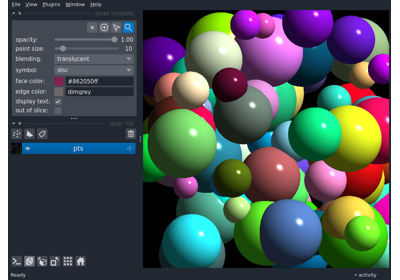 File View Plugins Window Help
layer controls
opacity: 1.00
point size: 10
blending: translucent
symbol: disc
face color: #862050ff
edge color: dimgrey
display text:
out of slice:
layer list
pts
Ready
activity